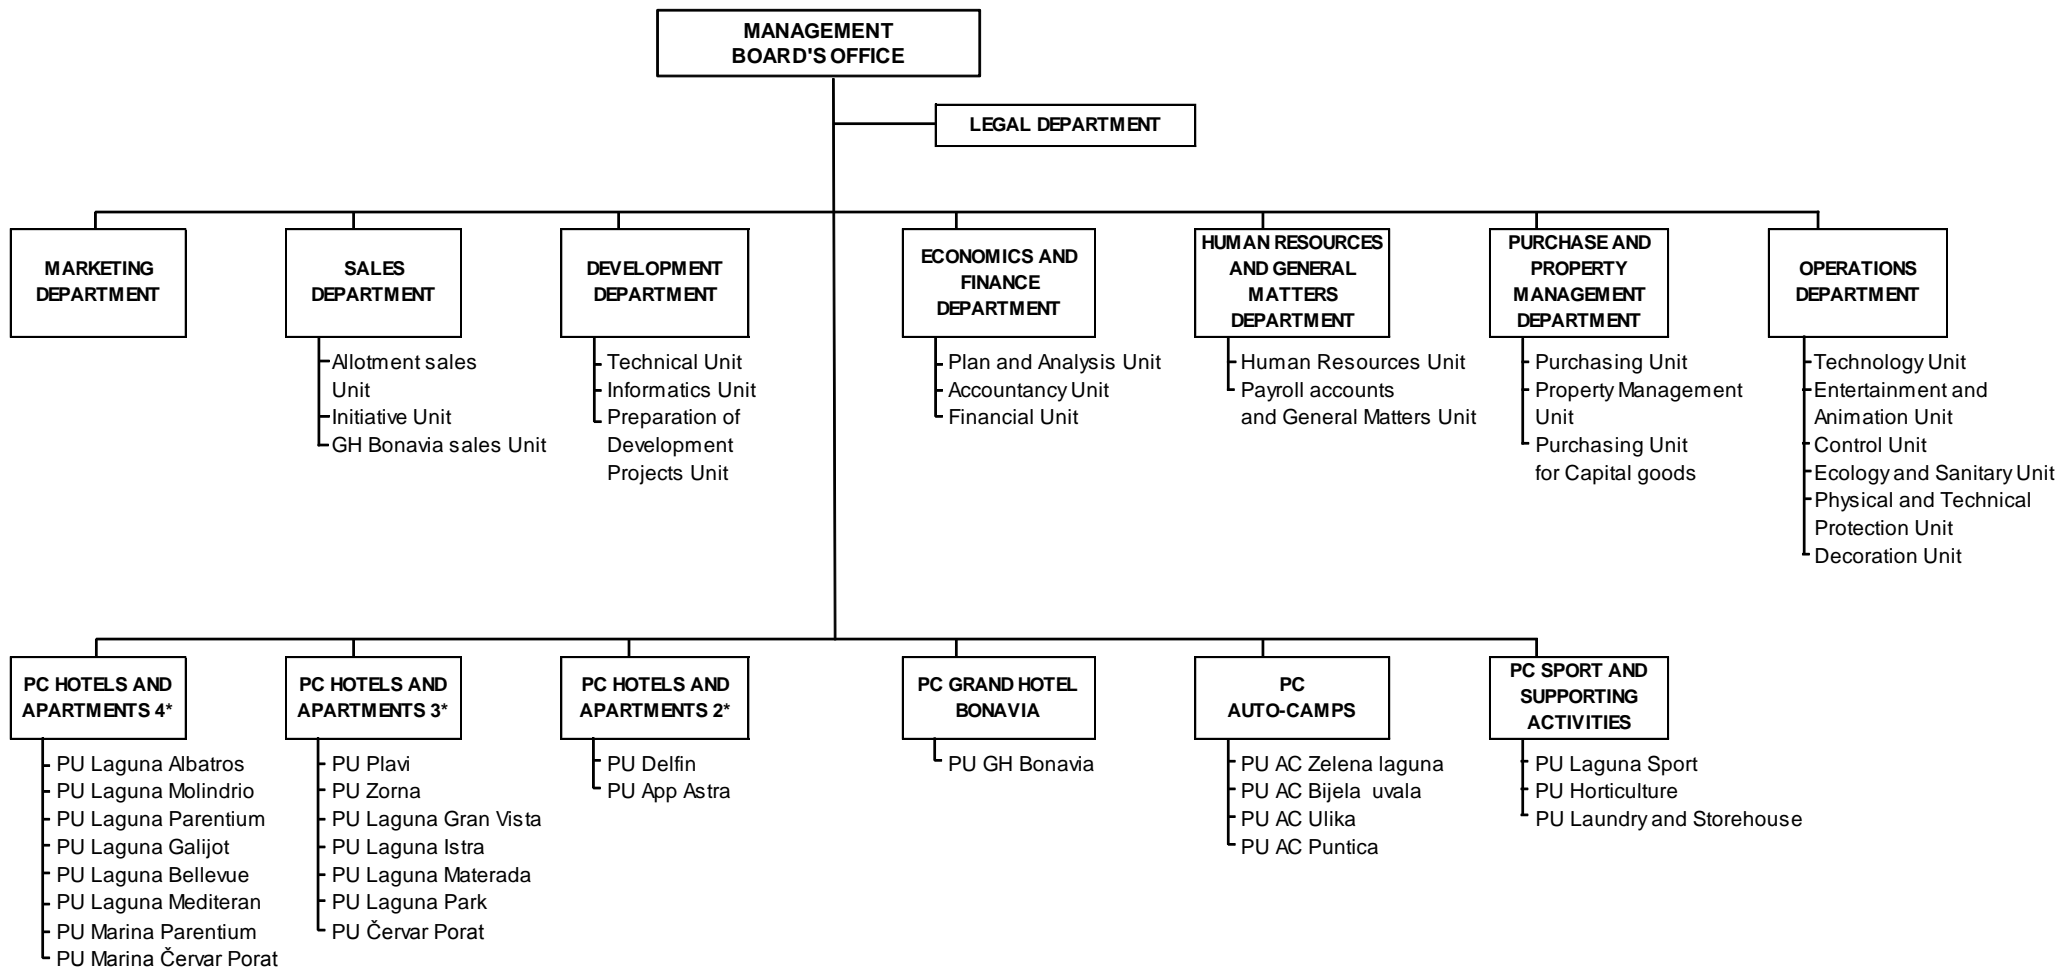 MANAGEMENT
BOARD'S OFFICE
LEGAL DEPARTMENT
MARKETING
DEPARTMENT
SALES
DEPARTMENT
Allotment sales
Unit
Initiative Unit
GH Bonavia sales Unit
DEVELOPMENT
DEPARTMENT
Technical Unit
Informatics Unit
Preparation of
Development
Projects Unit
ECONOMICS AND
FINANCE
DEPARTMENT
Plan and Analysis Unit
Accountancy Unit
Financial Unit
HUMAN RESOURCES
AND GENERAL
MATTERS
DEPARTMENT
Human Resources Unit
Payroll accounts
and General Matters Unit
PURCHASE AND
PROPERTY
MANAGEMENT
DEPARTMENT
Purchasing Unit
Property Management
Unit
Purchasing Unit
for Capital goods
OPERATIONS
DEPARTMENT
Technology Unit
Entertainment and
Animation Unit
Control Unit
Ecology and Sanitary Unit
Physical and Technical
Protection Unit
Decoration Unit
PC HOTELS AND
APARTMENTS 4*
PU Laguna Albatros
PU Laguna Molindrio
PU Laguna Parentium
PU Laguna Galijot
PU Laguna Bellevue
PU Laguna Mediteran
PU Marina Parentium
PU Marina Červar Porat
PC HOTELS AND
APARTMENTS 3*
PU Plavi
PU Zorna
PU Laguna Gran Vista
PU Laguna Istra
PU Laguna Materada
PU Laguna Park
PU Červar Porat
PC HOTELS AND
APARTMENTS 2*
PU Delfin
PU App Astra
PC GRAND HOTEL
BONAVIA
PU GH Bonavia
PC
AUTO-CAMPS
PU AC Zelena laguna
PU AC Bijela uvala
PU AC Ulika
PU AC Puntica
PC SPORT AND
SUPPORTING
ACTIVITIES
PU Laguna Sport
PU Horticulture
PU Laundry and Storehouse